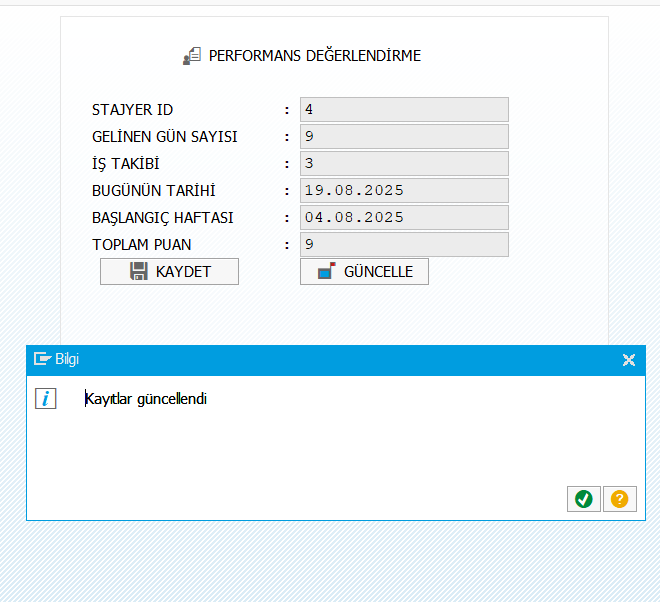 PERFORMANS DEĞERLENDİRME
STAJYER ID : 4
GELİNEN GÜN SAYISI : 9
İŞ TAKİBİ : 3
BUGÜNÜN TARİHİ : 19.08.2025
BAŞLANGIÇ HAFTASI : 04.08.2025
TOPLAM PUAN : 9
KAYDET GÜNCELLE
Bilgi
Kayıtlar güncellendi